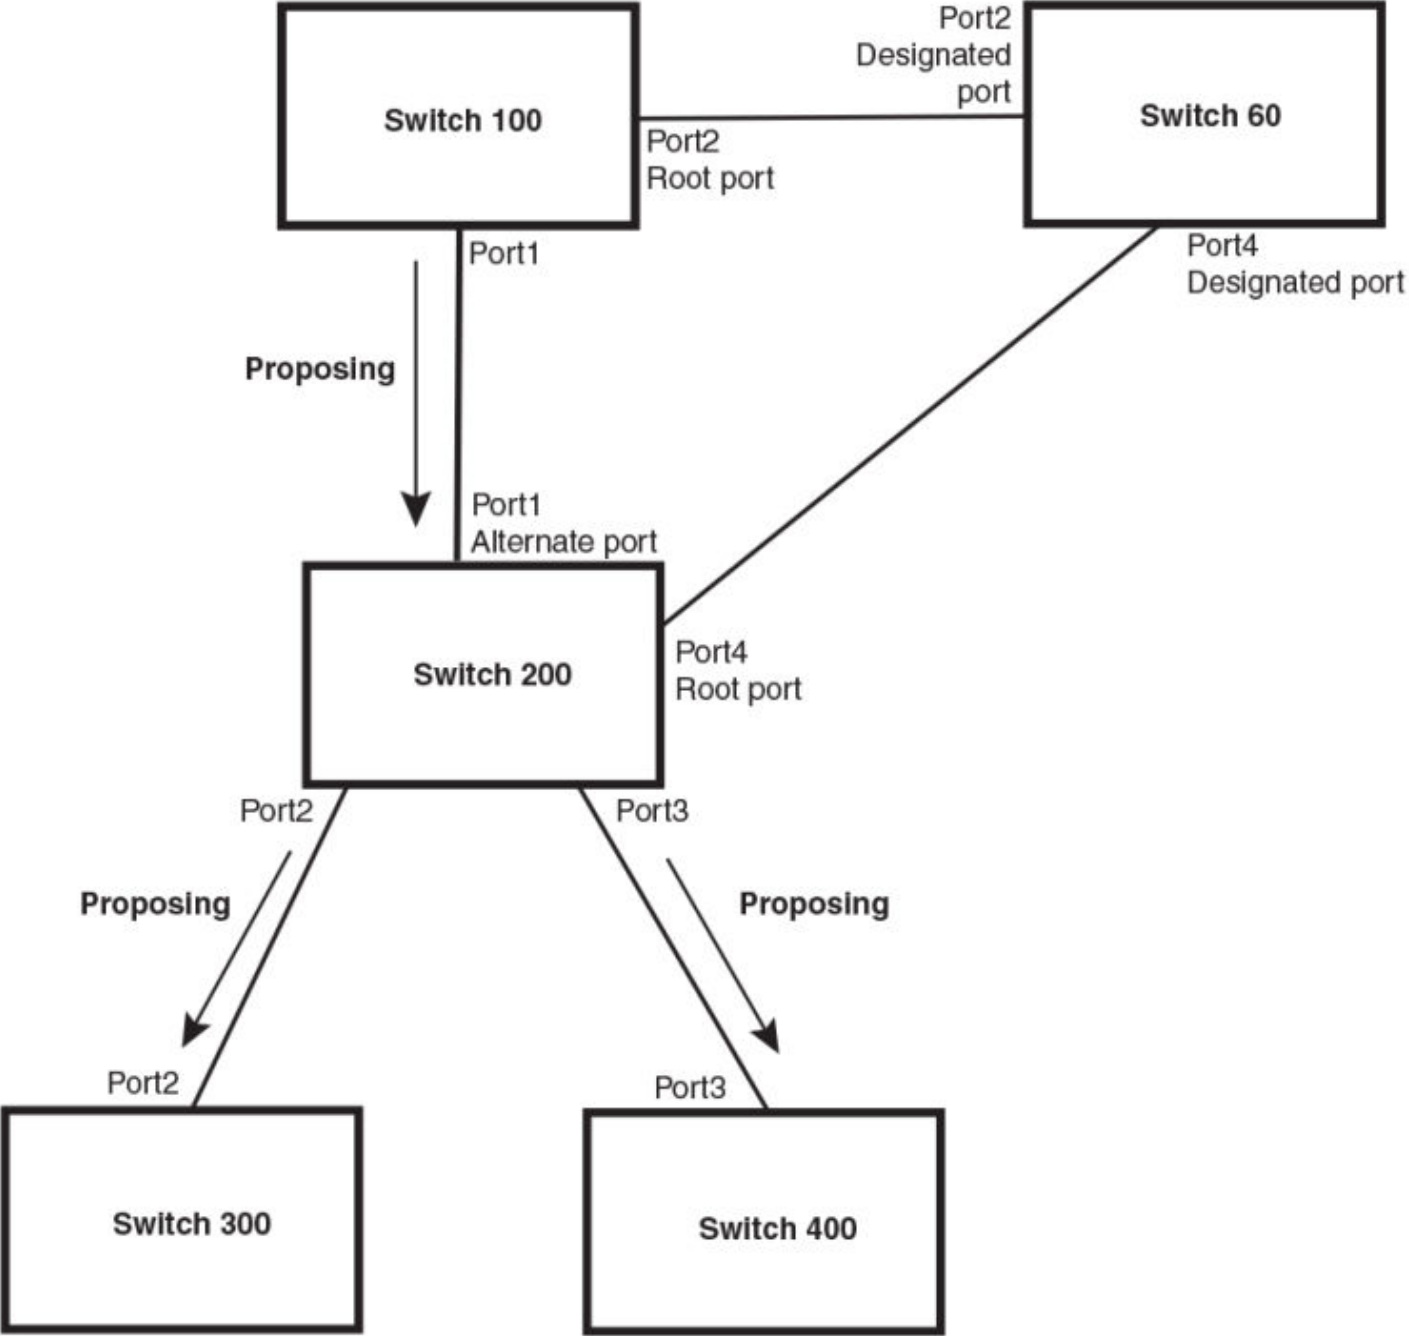 Port2
Designated
port
Switch 100
Switch 60
Port2
Root port
Port1
Port4
Designated port
Proposing
Port1
Alternate port
Switch 200
Port4
Root port
Port2
Port3
Proposing
Proposing
Port2
Port3
Switch 300
Switch 400